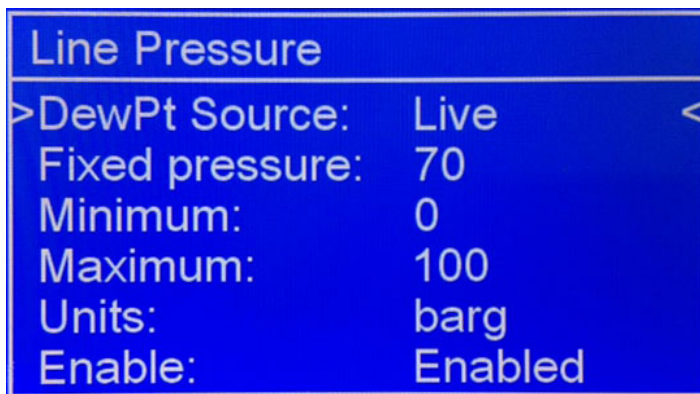 Line Pressure
>DewPt Source: Live <
Fixed pressure: 70
Minimum: 0
Maximum: 100
Units: barg
Enable: Enabled